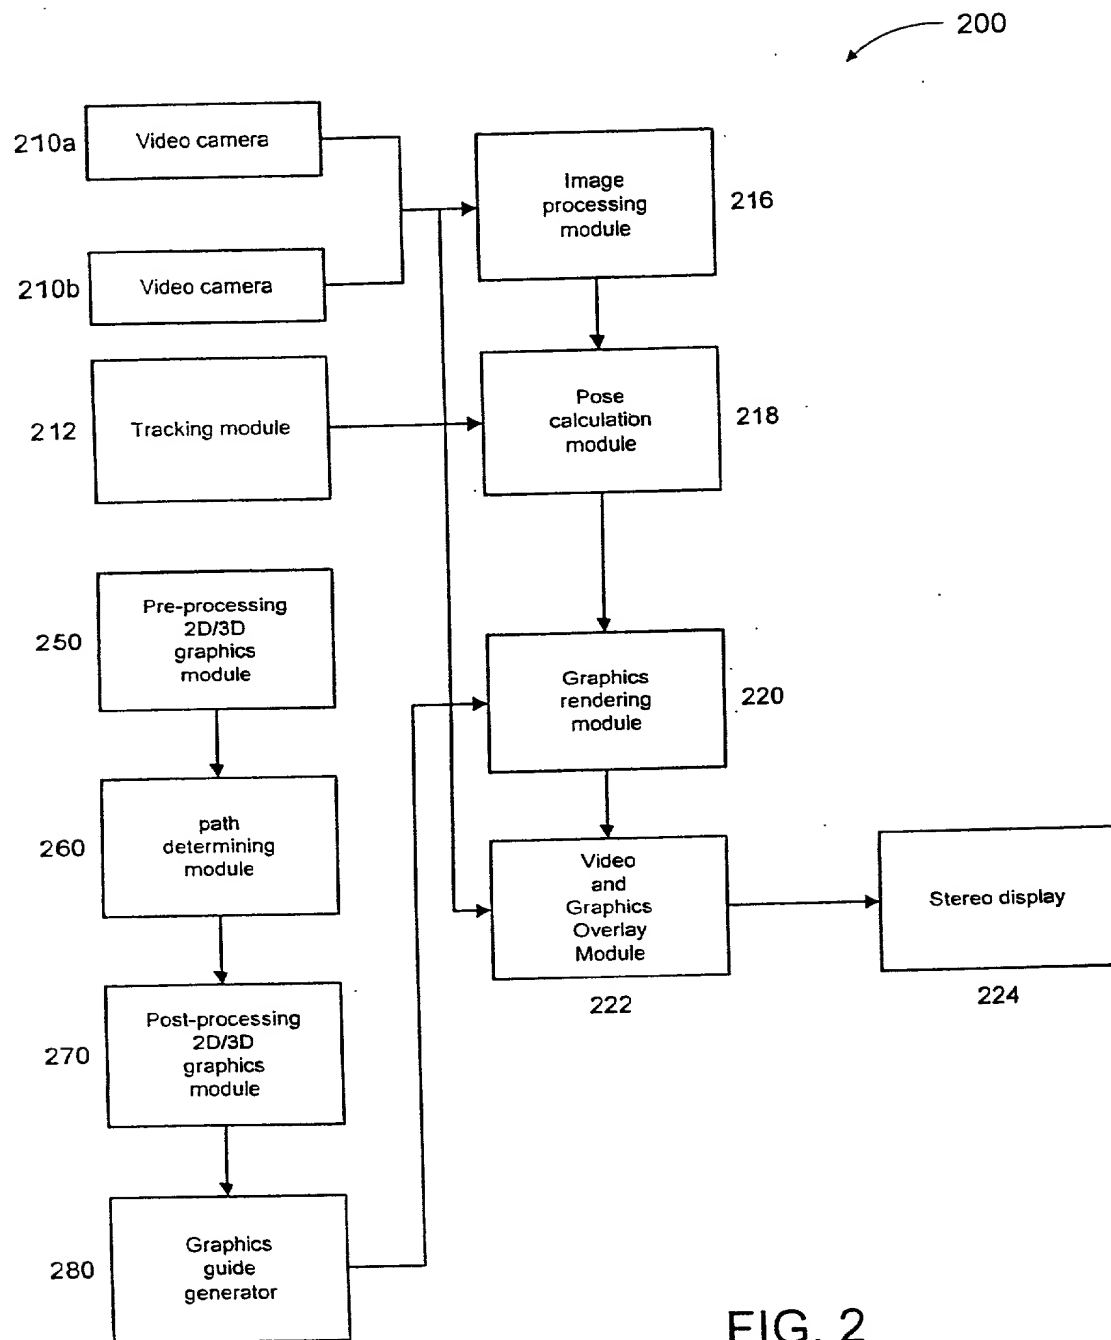 200
210a
Video camera
210b
Video camera
Image
processing
module
216
212
Tracking module
Pose
calculation
module
218
250
Pre-processing
2D/3D
graphics
module
Graphics
rendering
module
220
260
path
determining
module
Video
and
Graphics
Overlay
Module
222
Stereo display
224
270
Post-processing
2D/3D
graphics
module
280
Graphics
guide
generator
FIG. 2